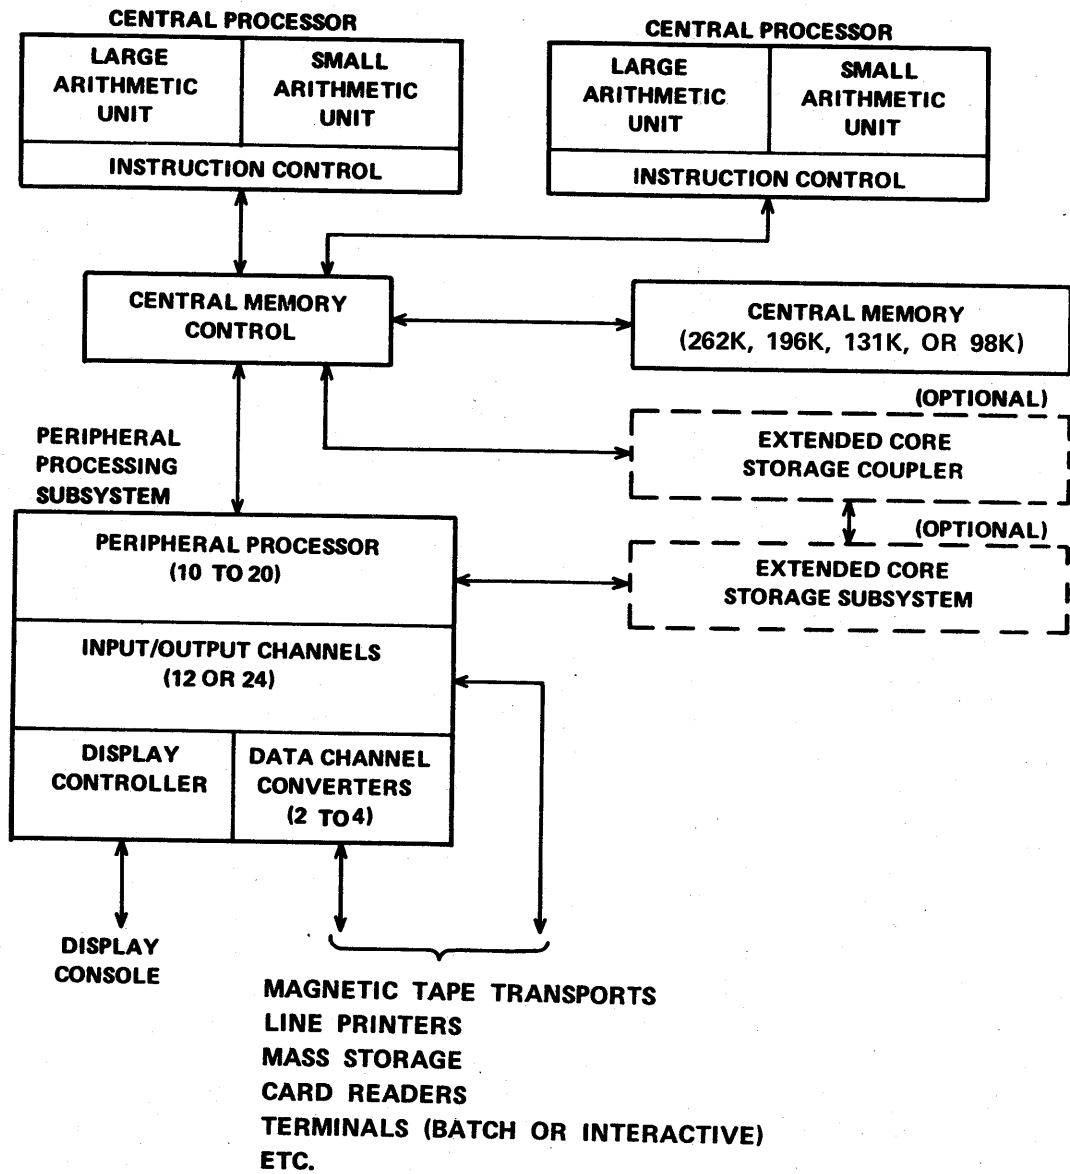 CENTRAL PROCESSOR
LARGE
ARITHMETIC
UNIT
SMALL
ARITHMETIC
UNIT
INSTRUCTION CONTROL
CENTRAL PROCESSOR
LARGE
ARITHMETIC
UNIT
SMALL
ARITHMETIC
UNIT
INSTRUCTION CONTROL
CENTRAL MEMORY
CONTROL
CENTRAL MEMORY
(262K, 196K, 131K, OR 98K)
(OPTIONAL)
EXTENDED CORE
STORAGE COUPLER
(OPTIONAL)
EXTENDED CORE
STORAGE SUBSYSTEM
PERIPHERAL
PROCESSING
SUBSYSTEM
PERIPHERAL PROCESSOR
(10 TO 20)
INPUT/OUTPUT CHANNELS
(12 OR 24)
DISPLAY
CONTROLLER
DATA CHANNEL
CONVERTERS
(2 TO 4)
DISPLAY
CONSOLE
MAGNETIC TAPE TRANSPORTS
LINE PRINTERS
MASS STORAGE
CARD READERS
TERMINALS (BATCH OR INTERACTIVE)
ETC.